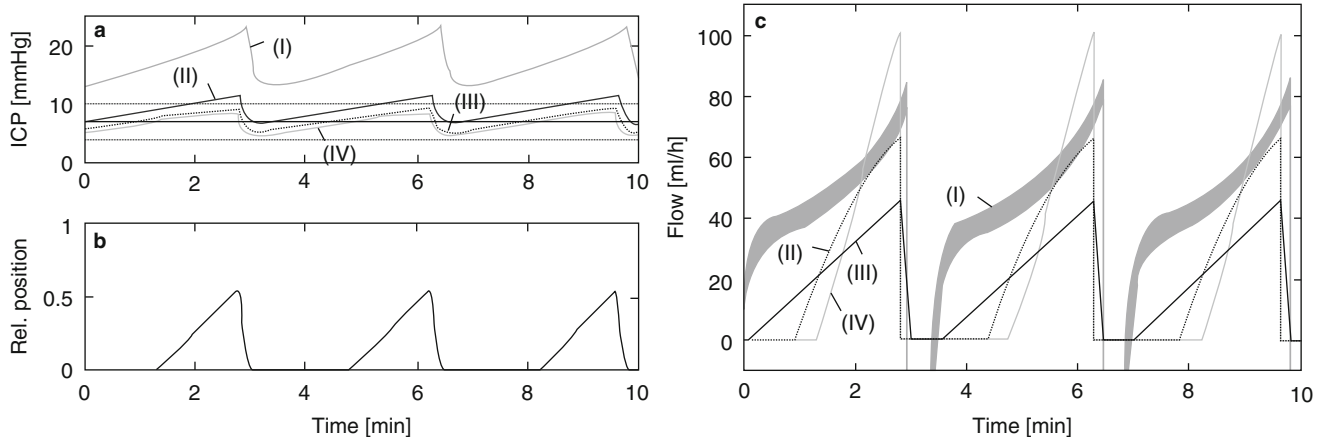 a
ICP [mmHg]
20
10
0
(I)
(II)
(III)
(IV)
0 2 4 6 8 10
b
Rel. position
1
0.5
0
0 2 4 6 8 10
Time [min]
c
Flow [ml/h]
100
80
60
40
20
0
(I)
(II)
(III)
(IV)
0 2 4 6 8 10
Time [min]